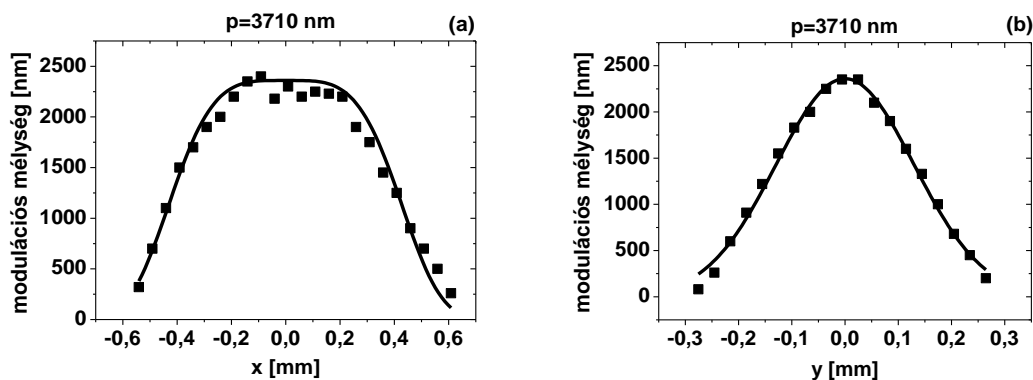 p=3710 nm
(a)
modulációs mélység [nm]
2500
2000
1500
1000
500
0
-0,6 -0,4 -0,2 0,0 0,2 0,4 0,6
x [mm]
p=3710 nm
(b)
modulációs mélység [nm]
2500
2000
1500
1000
500
0
-0,3 -0,2 -0,1 0,0 0,1 0,2 0,3
y [mm]